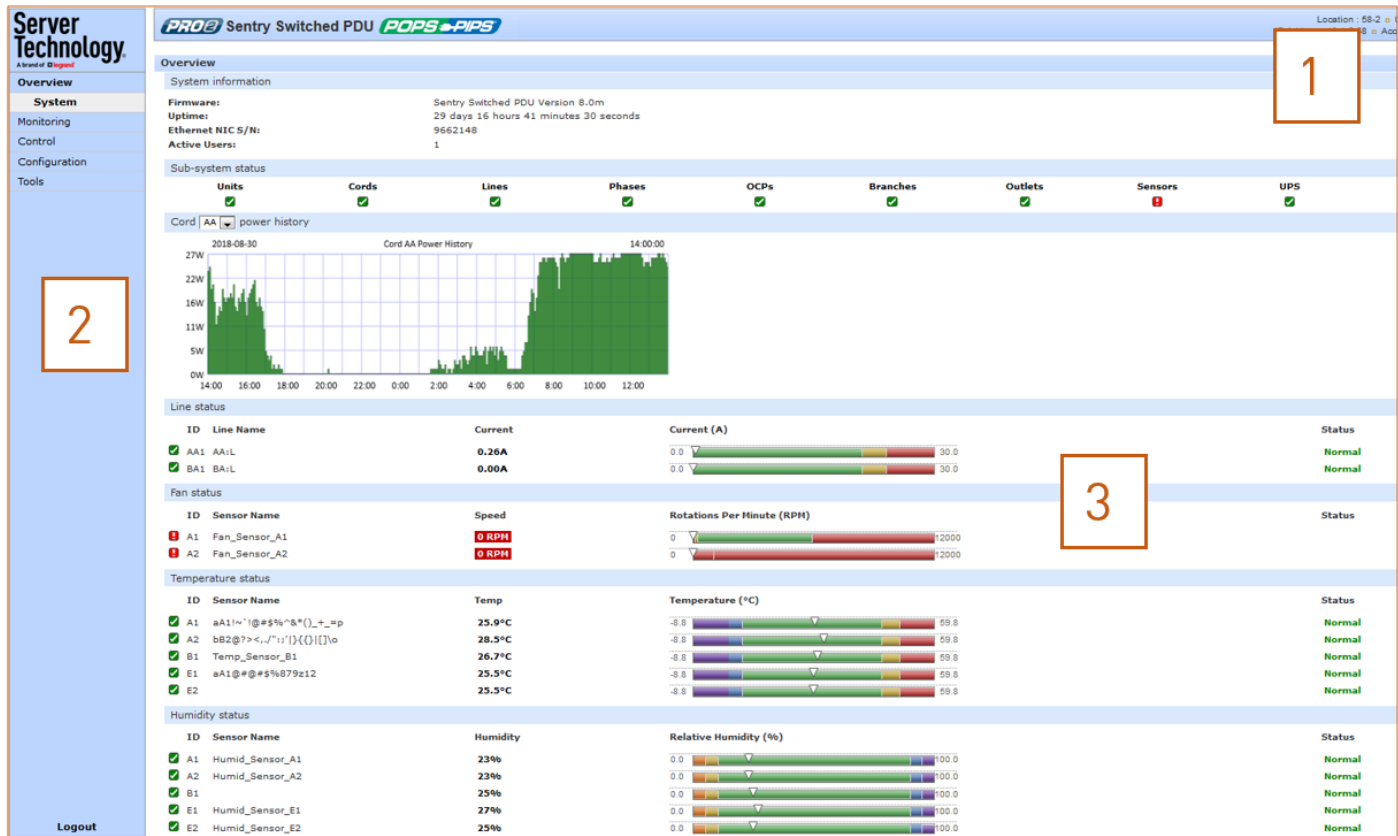 Server
Technology.
A brand of legrand
Overview
System
Monitoring
Control
Configuration
Tools
Logout
2
PRO2 Sentry Switched PDU POPS PIPS
Location : 58-2
1
Overview
System information
Firmware: Sentry Switched PDU Version 8.0m
Uptime: 29 days 16 hours 41 minutes 30 seconds
Ethernet NIC S/N: 9662148
Active Users: 1
Sub-system status
Units Cords Lines Phases OCPs Branches Outlets Sensors UPS
Cord AA power history
2018-08-30 Cord AA Power History 14:00:00
27W
22W
16W
11W
5W
0W
14:00 16:00 18:00 20:00 22:00 0:00 2:00 4:00 6:00 8:00 10:00 12:00
Line status
ID Line Name Current Current (A) Status
AA1 AA:L 0.26A 0.0 30.0 Normal
BA1 BA:L 0.00A 0.0 30.0 Normal
3
Fan status
ID Sensor Name Speed Rotations Per Minute (RPM) Status
A1 Fan_Sensor_A1 0 RPM 0 12000
A2 Fan_Sensor_A2 0 RPM 0 12000
Temperature status
ID Sensor Name Temp Temperature (°C) Status
A1 aA1!~`!@#$%^&*()_+_=p 25.9°C -8.8 59.8 Normal
A2 bB2@?><,./":;'|}{{}|[]\o 28.5°C -8.8 59.8 Normal
B1 Temp_Sensor_B1 26.7°C -8.8 59.8 Normal
E1 aA1@#@#$%879z12 25.5°C -8.8 59.8 Normal
E2 25.5°C -8.8 59.8 Normal
Humidity status
ID Sensor Name Humidity Relative Humidity (%) Status
A1 Humid_Sensor_A1 23% 0.0 100.0 Normal
A2 Humid_Sensor_A2 23% 0.0 100.0 Normal
B1 25% 0.0 100.0 Normal
E1 Humid_Sensor_E1 27% 0.0 100.0 Normal
E2 Humid_Sensor_E2 25% 0.0 100.0 Normal